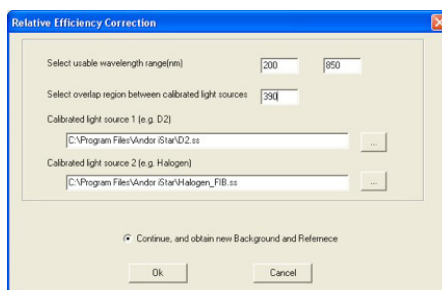 Relative Efficiency Correction
Select usable wavelength range(nm) 200 850
Select overlap region between calibrated light sources 390
Calibrated light source 1 (e.g. D2)
C:\Program Files\Andor iStar\D2.ss ...
Calibrated light source 2 (e.g. Halogen)
C:\Program Files\Andor iStar\Halogen_FIB.ss ...
Continue, and obtain new Background and Refernece
Ok Cancel